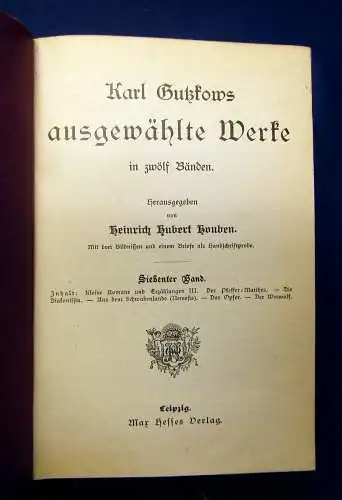 Karl Gutzkows
ausgewählte Werke
in zwölf Bänden.
Herausgegeben
von
Heinrich Hubert Houben.
Mit drei Bildnissen und einem Briefe als Handschriftprobe.
Siebenter Band.
Inhalt: Kleine Romane und Erzählungen III. Der Pfeffer-Matthes. — Die
Diakonissin. — Aus dem Schwabenlande (Nemesis). — Das Opfer. — Der Werwolf.
Leipzig.
Max Hesses Verlag.